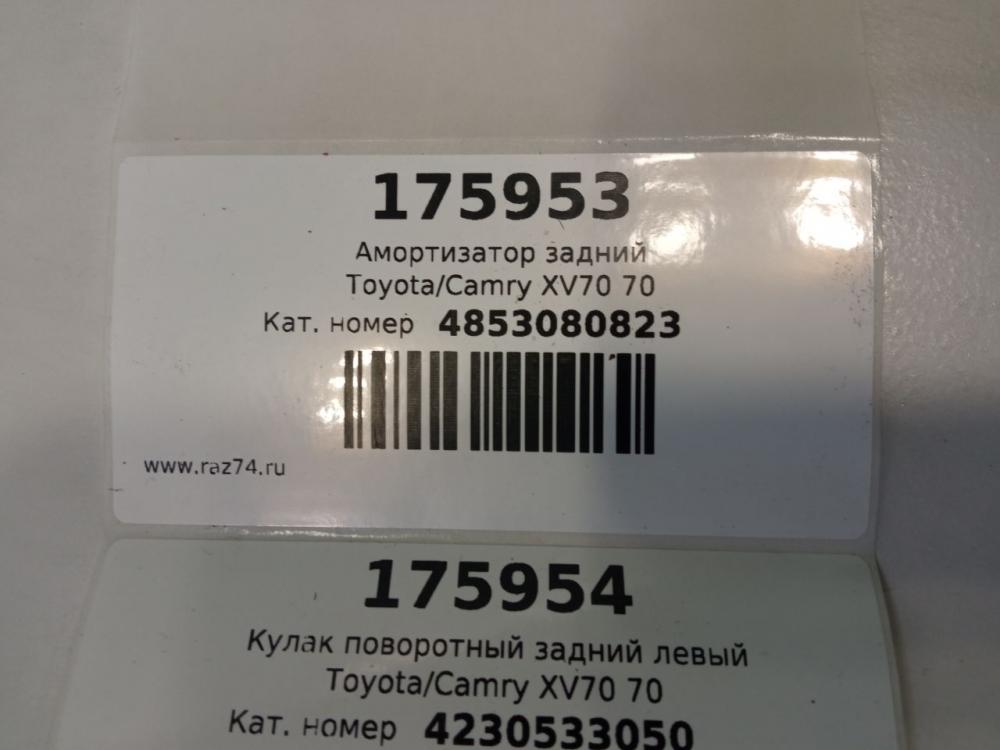 175953
Амортизатор задний
Toyota/Camry XV70 70
Кат. номер 4853080823
www.raz74.ru
175954
Кулак поворотный задний левый
Toyota/Camry XV70 70
Кат. номер 4230533050